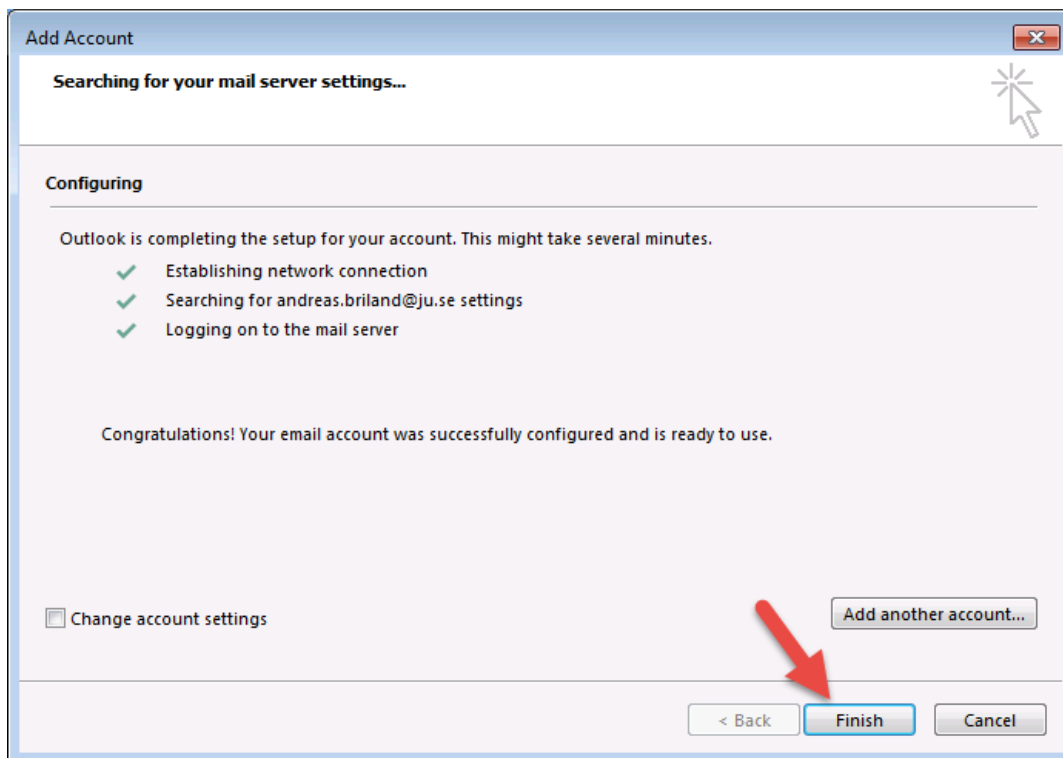 Add Account
Searching for your mail server settings...
Configuring
Outlook is completing the setup for your account. This might take several minutes.
Establishing network connection
Searching for andreas.briland@ju.se settings
Logging on to the mail server
Congratulations! Your email account was successfully configured and is ready to use.
Change account settings
Add another account...
< Back
Finish
Cancel